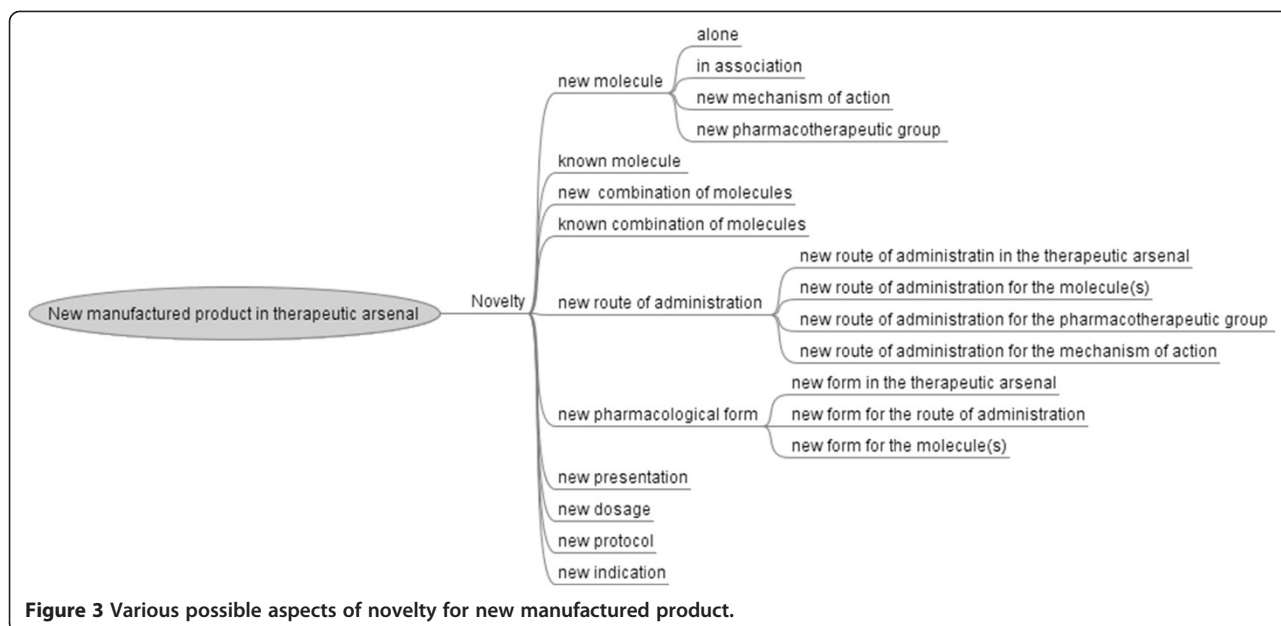 alone
in association
new molecule
new mechanism of action
new pharmacotherapeutic group
known molecule
new combination of molecules
known combination of molecules
new route of administratin in the therapeutic arsenal
new route of administration for the molecule(s)
Novelty
new route of administration
New manufactured product in therapeutic arsenal
new route of administration for the pharmacotherapeutic group
new route of administration for the mechanism of action
new form in the therapeutic arsenal
new pharmacological form
new form for the route of administration
new form for the molecule(s)
new presentation
new dosage
new protocol
new indication
Figure 3 Various possible aspects of novelty for new manufactured product.